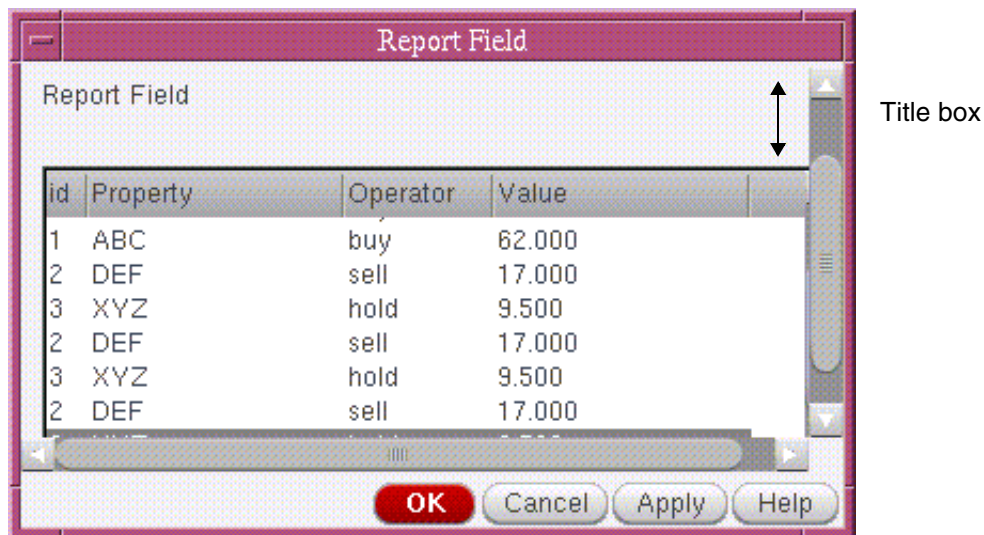 Report Field
Report Field
Title box
id Property Operator Value
1 ABC buy 62.000
2 DEF sell 17.000
3 XYZ hold 9.500
2 DEF sell 17.000
3 XYZ hold 9.500
2 DEF sell 17.000
OK Cancel Apply Help